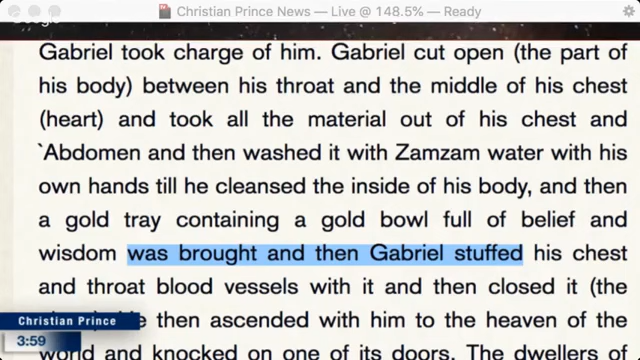 Christian Prince News — Live @ 148.5% — Ready
Gabriel took charge of him. Gabriel cut open (the part of
his body) between his throat and the middle of his chest
(heart) and took all the material out of his chest and
`Abdomen and then washed it with Zamzam water with his
own hands till he cleansed the inside of his body, and then
a gold tray containing a gold bowl full of belief and
wisdom was brought and then Gabriel stuffed his chest
and throat blood vessels with it and then closed it (the
then ascended with him to the heaven of the
world and knocked on one of its doors. The dwellers of
Christian Prince
3:59